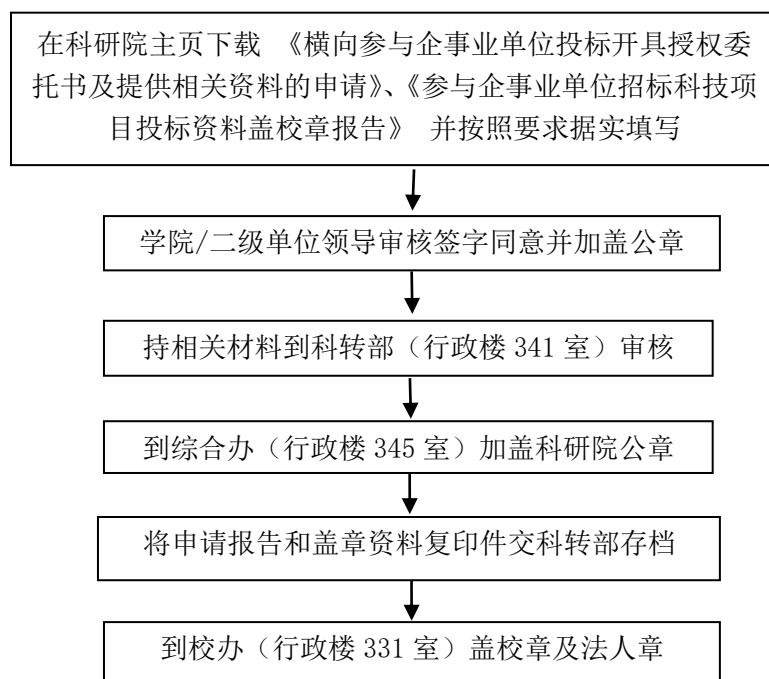 在科研院主页下载 《横向参与企事业单位投标开具授权委
托书及提供相关资料的申请》、《参与企事业单位招标科技项
目投标资料盖校章报告》 并按照要求据实填写
学院/二级单位领导审核签字同意并加盖公章
持相关材料到科转部（行政楼 341 室）审核
到综合办（行政楼 345 室）加盖科研院公章
将申请报告和盖章资料复印件交科转部存档
到校办（行政楼 331 室）盖校章及法人章